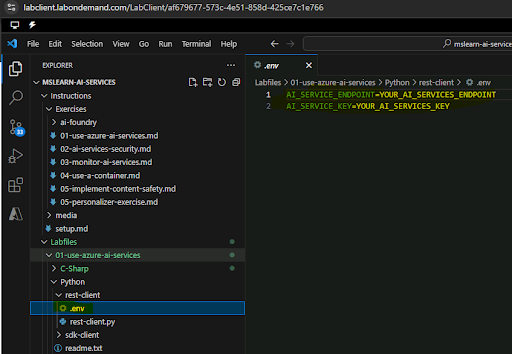 labclient.labondemand.com/LabClient/af679677-573c-4e51-858d-425ce7c1e766
File Edit Selection View Go Run ... mslearn-ai-services
EXPLORER ...
.env
MSLEARN-AI-SERVICES
Labfiles > 01-use-azure-ai-services > Python > rest-client > .env
Instructions
1 AI_SERVICE_ENDPOINT=YOUR_AI_SERVICES_ENDPOINT
Exercises
2 AI_SERVICE_KEY=YOUR_AI_SERVICES_KEY
ai-foundry
01-use-azure-ai-services.md
33
02-ai-services-security.md
03-monitor-ai-services.md
04-use-a-container.md
05-implement-content-safety.md
05-personalizer-exercise.md
media
setup.md
Labfiles
01-use-azure-ai-services
C-Sharp
Python
rest-client
.env
rest-client.py
sdk-client
readme.txt